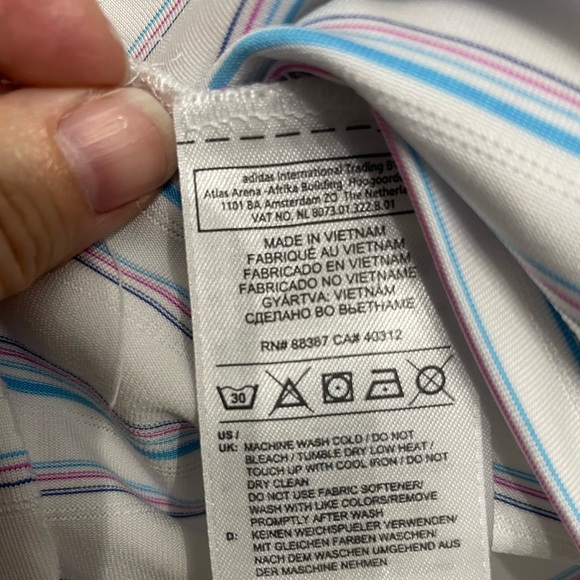 adidas International Trading B
Atlas Arena -Afrika Building, Hoogoord
1101 BA Amsterdam ZO The Netherla
VAT NO. NL 8073.01.322.B.01
MADE IN VIETNAM
FABRIQUÉ AU VIETNAM
FABRICADO EN VIETNAM
FABRICADO NO VIETNAM
GYÁRTVA: VIETNÁM
СДЕЛАНО ВО ВЬЕТНАМЕ
RN# 88387 CA# 40312
30
US /
UK: MACHINE WASH COLD / DO NOT
BLEACH / TUMBLE DRY LOW HEAT /
TOUCH UP WITH COOL IRON / DO NOT
DRY CLEAN
DO NOT USE FABRIC SOFTENER/
WASH WITH LIKE COLORS/REMOVE
PROMPTLY AFTER WASH
D: KEINEN WEICHSPUELER VERWENDEN/
MIT GLEICHEN FARBEN WASCHEN/
NACH DEM WASCHEN UMGEHEND AUS
DER MASCHINE NEHMEN